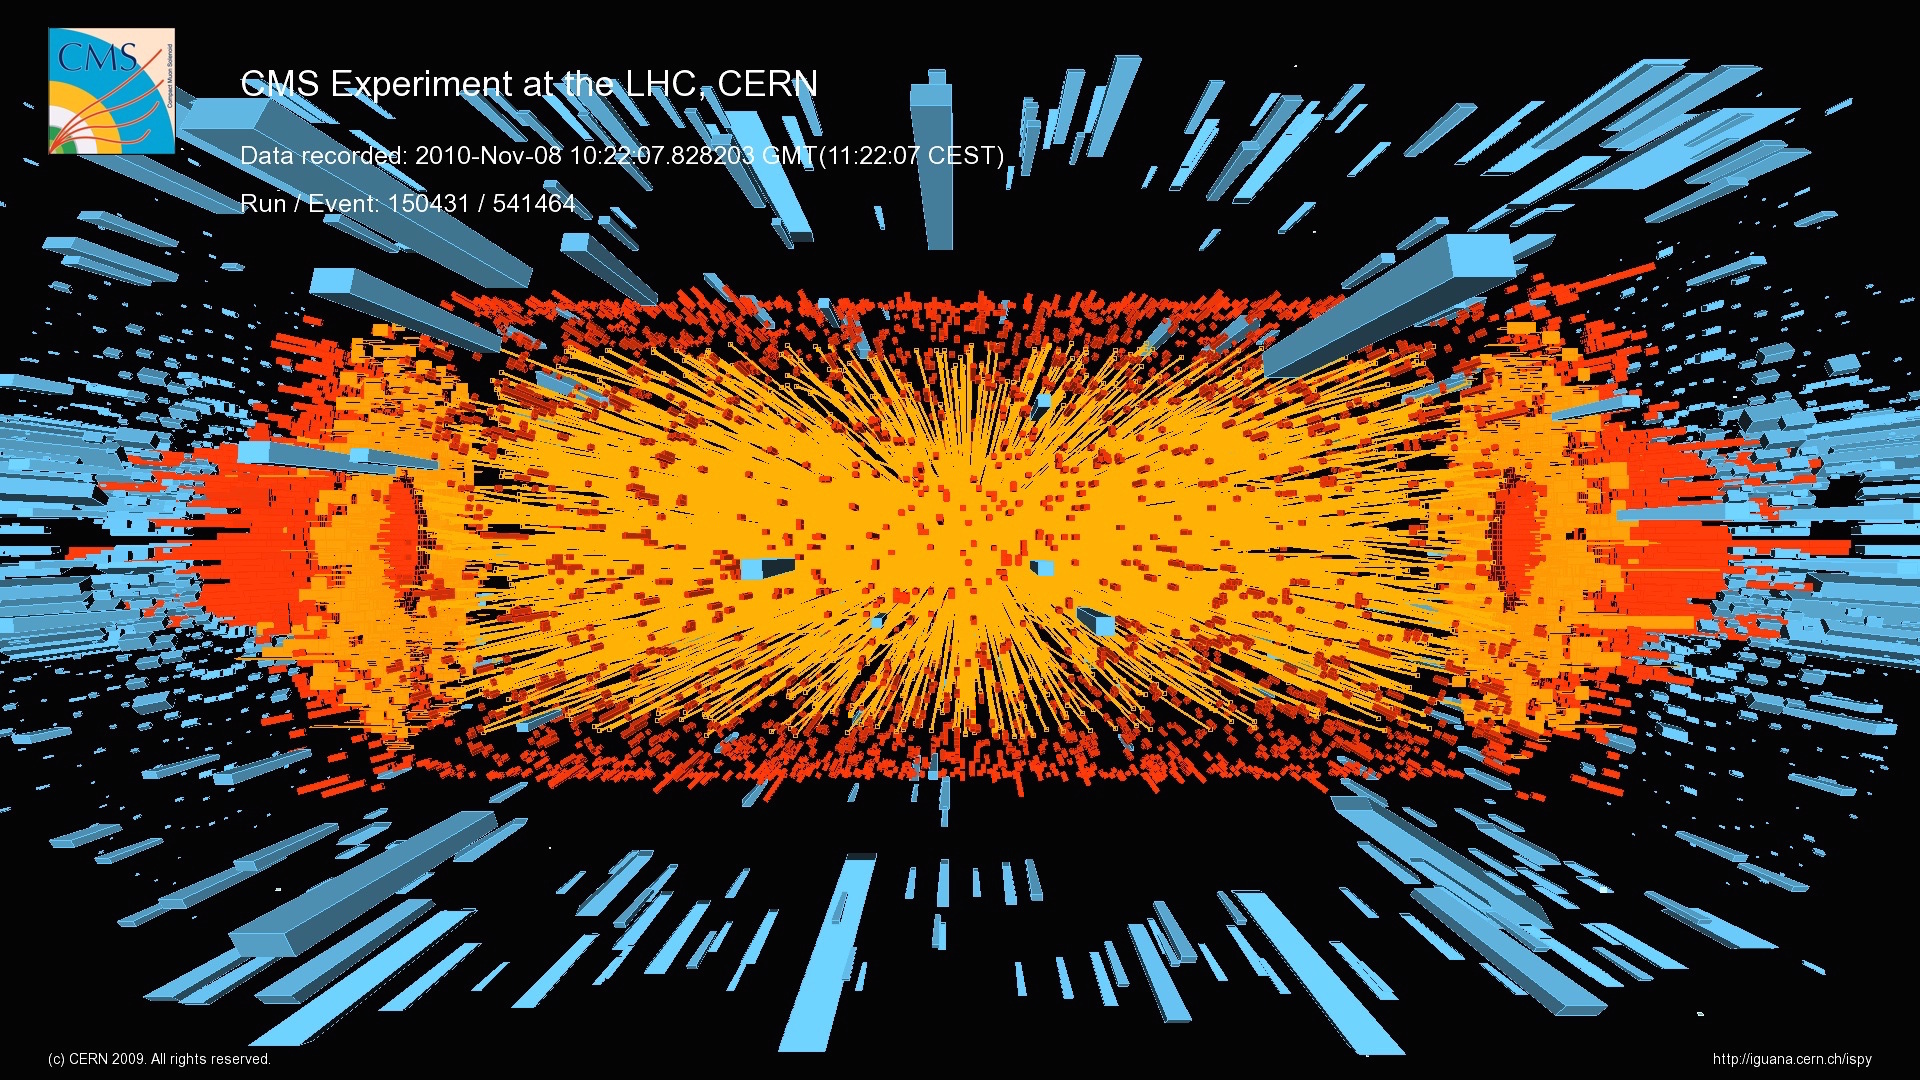 CMS
Compact Muon Solenoid
CMS Experiment at the LHC, CERN
Data recorded: 2010-Nov-08 10:22:07.828203 GMT(11:22:07 CEST)
Run / Event: 150431 / 541464
(c) CERN 2009. All rights reserved.
http://iguana.cern.ch/ispy